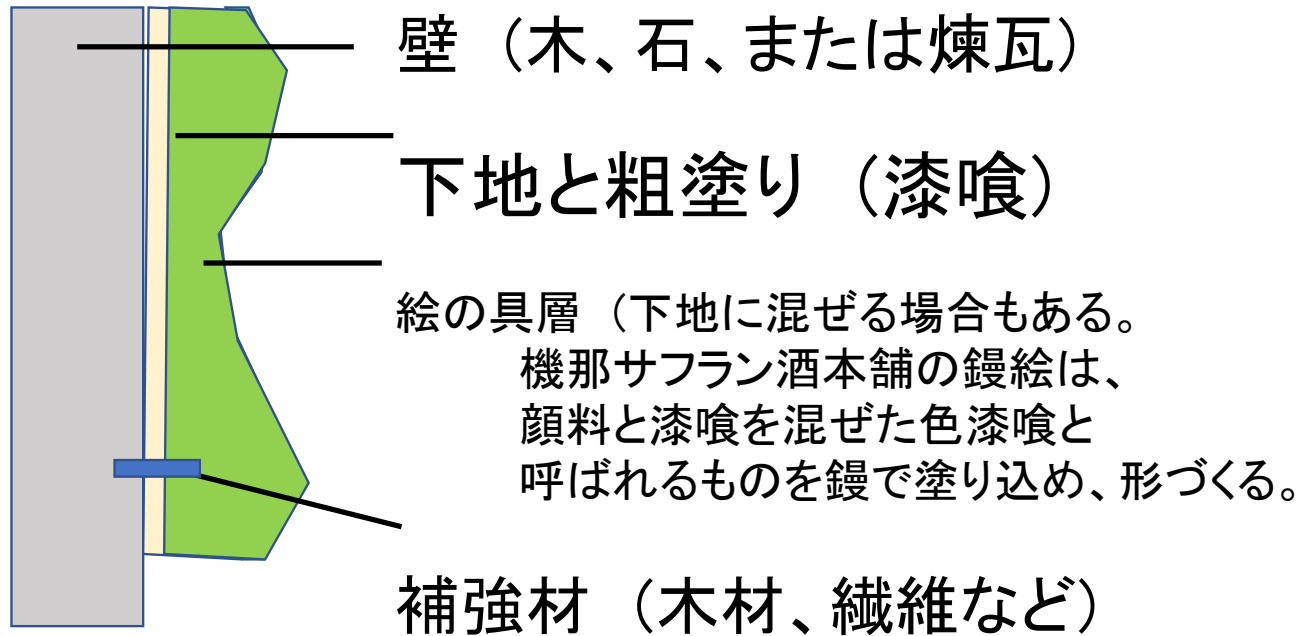 壁（木、石、または煉瓦）
下地と粗塗り（漆喰）
絵の具層（下地に混ぜる場合もある。
機那サフラン酒本舗の鏝絵は、
顔料と漆喰を混ぜた色漆喰と
呼ばれるものを鏝で塗り込め、形づくる。
補強材（木材、繊維など）